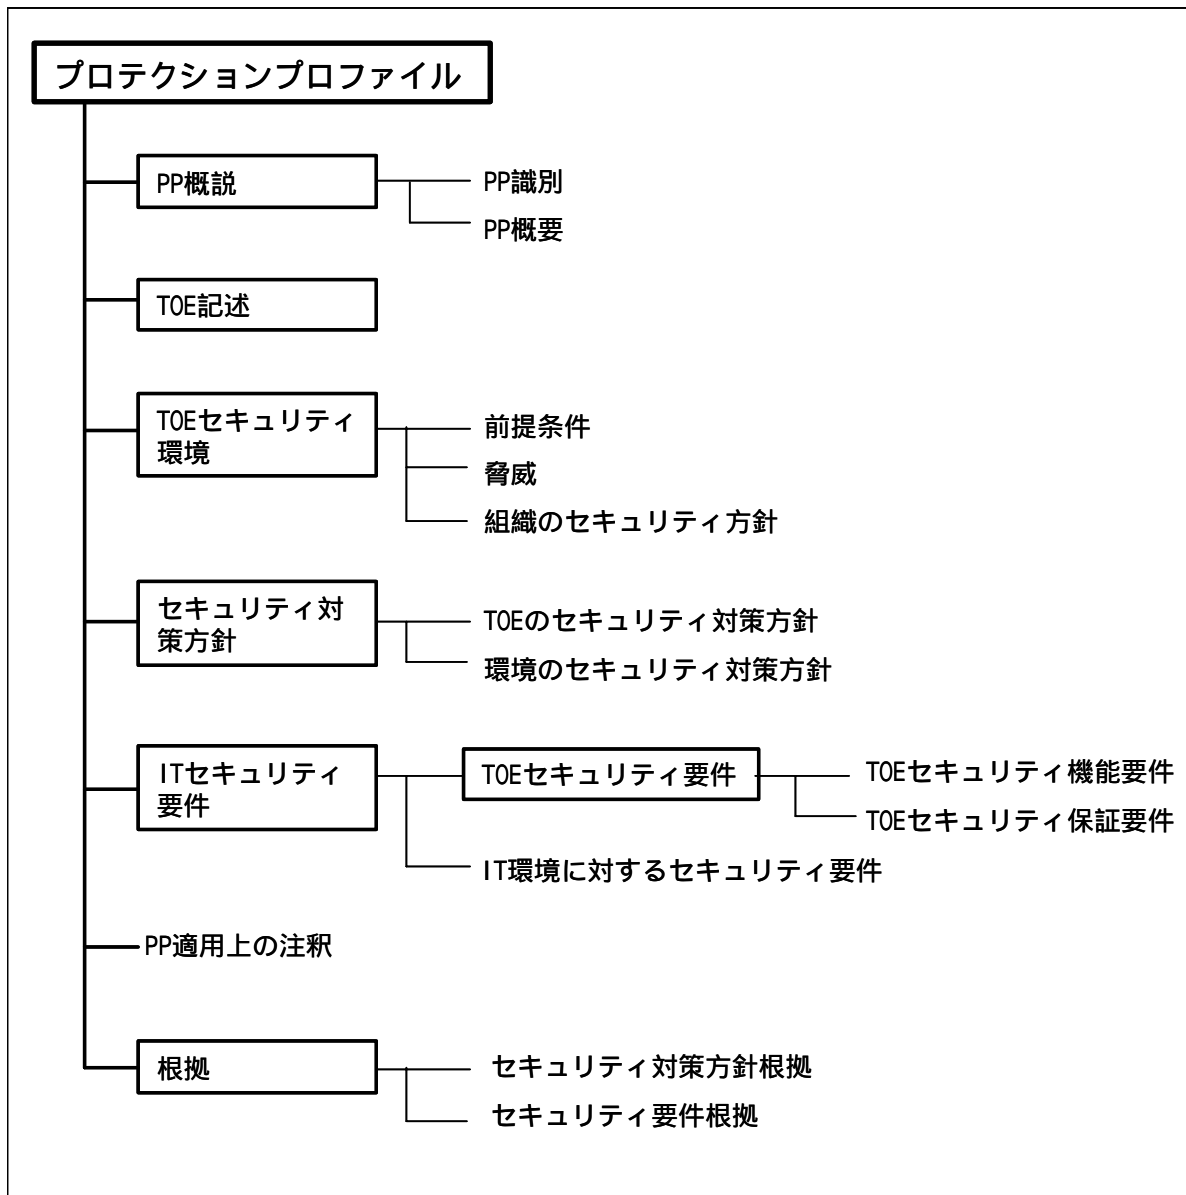 プロテクションプロファイル
PP概説
PP識別
PP概要
TOE記述
TOEセキュリティ
環境
前提条件
脅威
組織のセキュリティ方針
セキュリティ対
策方針
TOEのセキュリティ対策方針
環境のセキュリティ対策方針
ITセキュリティ
要件
TOEセキュリティ要件
TOEセキュリティ機能要件
TOEセキュリティ保証要件
IT環境に対するセキュリティ要件
PP適用上の注釈
根拠
セキュリティ対策方針根拠
セキュリティ要件根拠